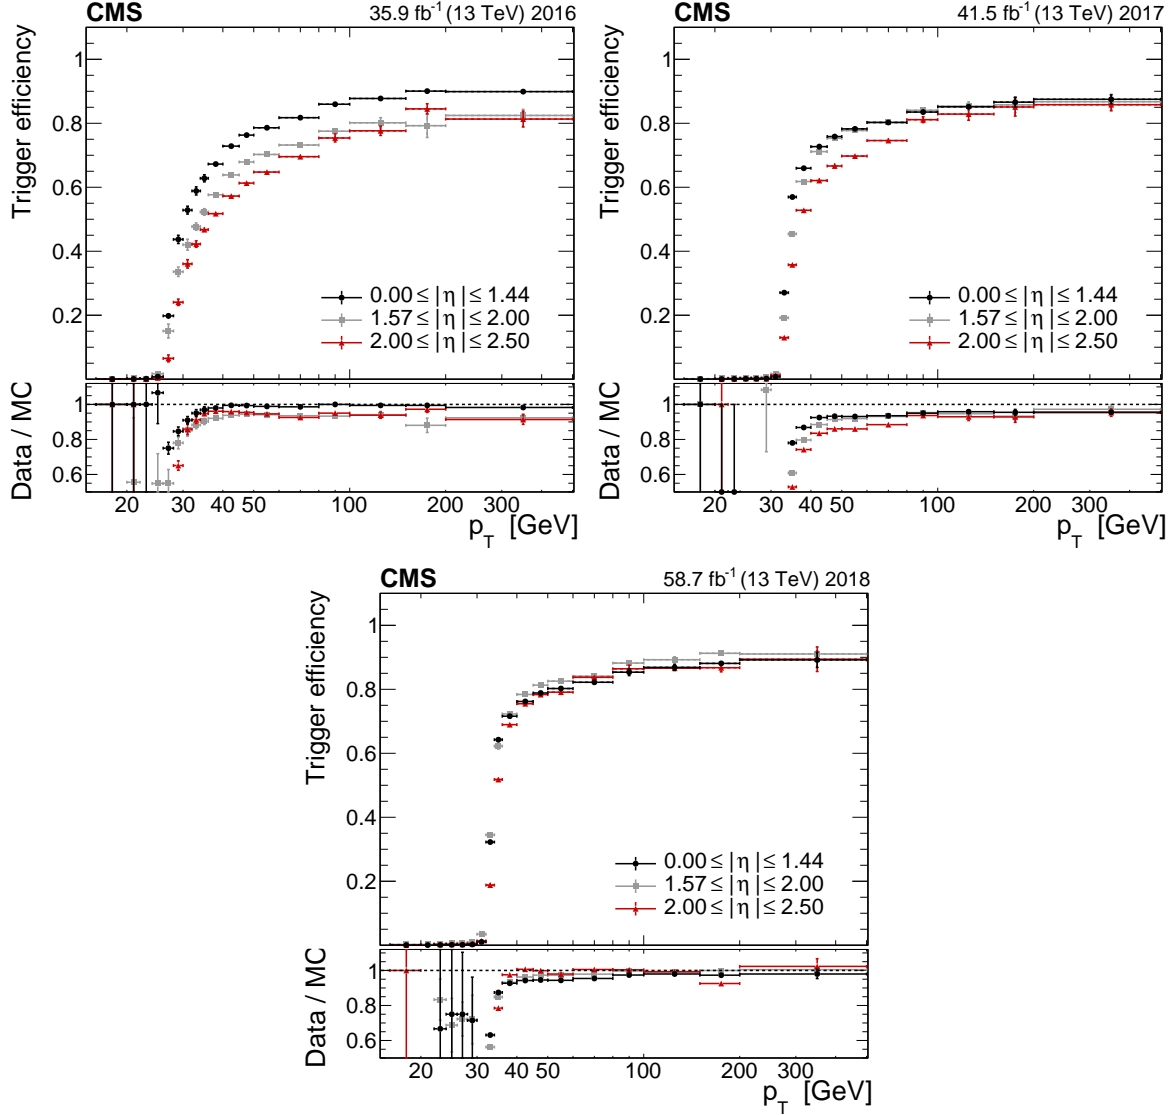 CMS 35.9 fb-1 (13 TeV) 2016
Trigger efficiency
1
0.8
0.6
0.4
0.2
0.00 ≤ | η | ≤ 1.44
1.57 ≤ | η | ≤ 2.00
2.00 ≤ | η | ≤ 2.50
Data / MC
1
0.8
0.6
20 30 40 50 100 200 300
pT [GeV]
CMS 41.5 fb-1 (13 TeV) 2017
Trigger efficiency
1
0.8
0.6
0.4
0.2
0.00 ≤ | η | ≤ 1.44
1.57 ≤ | η | ≤ 2.00
2.00 ≤ | η | ≤ 2.50
Data / MC
1
0.8
0.6
20 30 40 50 100 200 300
pT [GeV]
CMS 58.7 fb-1 (13 TeV) 2018
Trigger efficiency
1
0.8
0.6
0.4
0.2
0.00 ≤ | η | ≤ 1.44
1.57 ≤ | η | ≤ 2.00
2.00 ≤ | η | ≤ 2.50
Data / MC
1
0.8
0.6
20 30 40 50 100 200 300
pT [GeV]